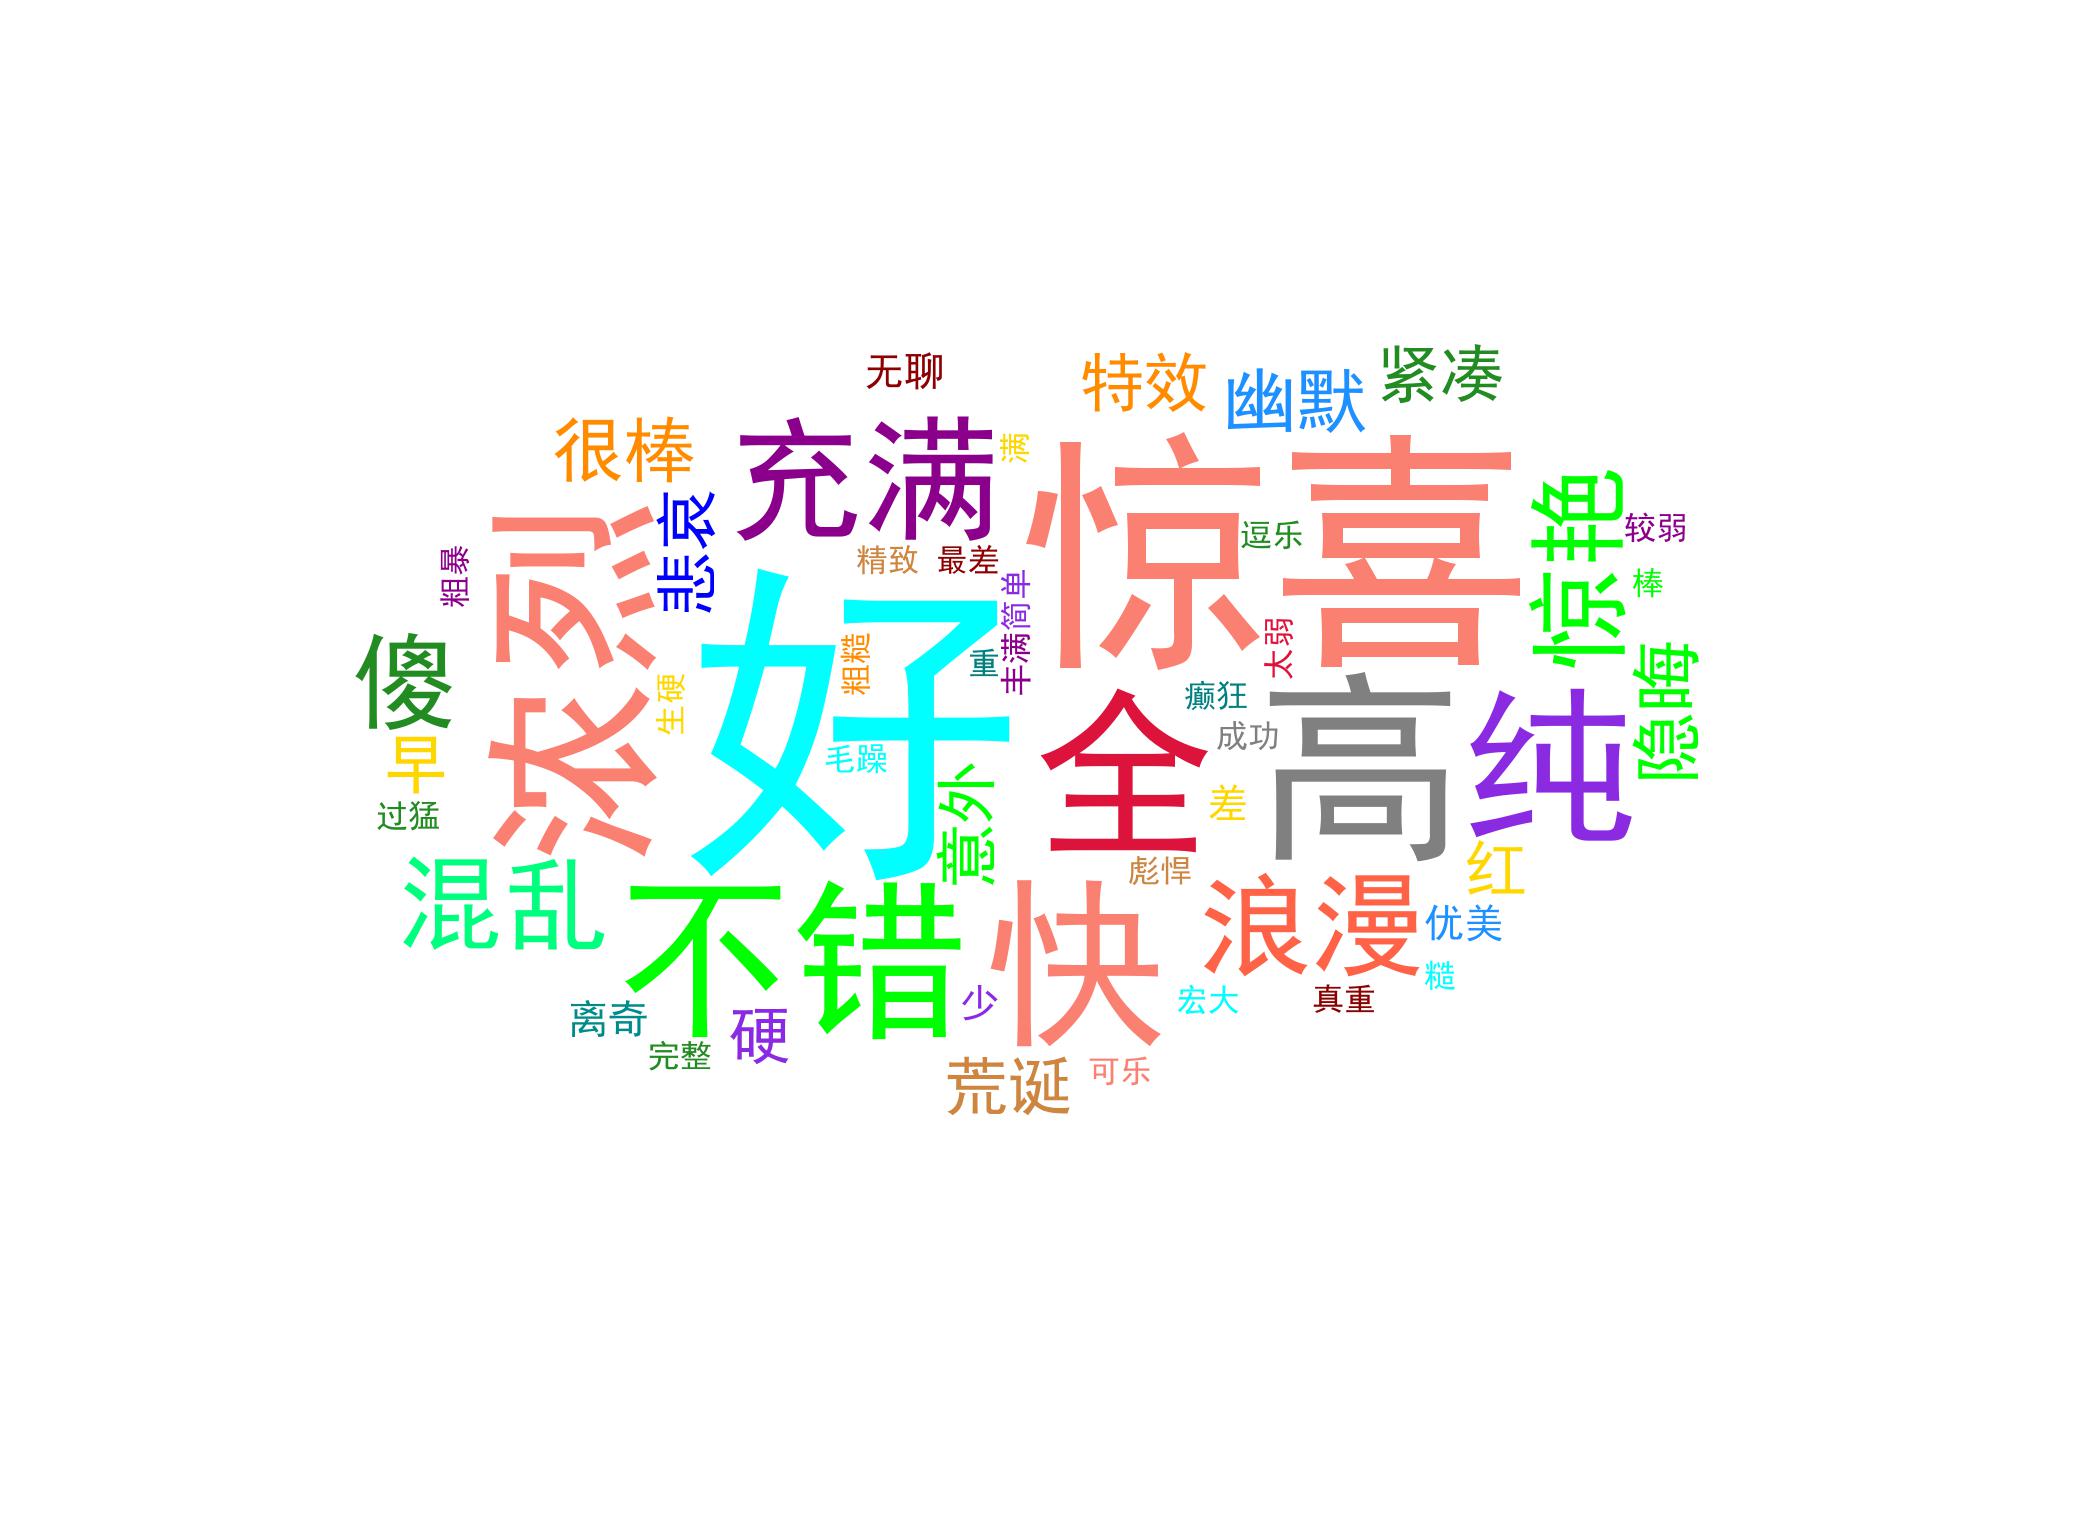 无聊
特效
幽默
紧凑
很棒
充满
满
惊喜
惊艳
浓烈
悲哀
粗暴
精致
最差
逗乐
较弱
棒
简单
丰满
太弱
傻
好
粗糙
重
生硬
隐晦
癫狂
成功
高
纯
全
早
毛躁
意外
差
过猛
红
彪悍
混乱
不错
快
浪漫
优美
糙
离奇
硬
少
宏大
真重
完整
荒诞
可乐